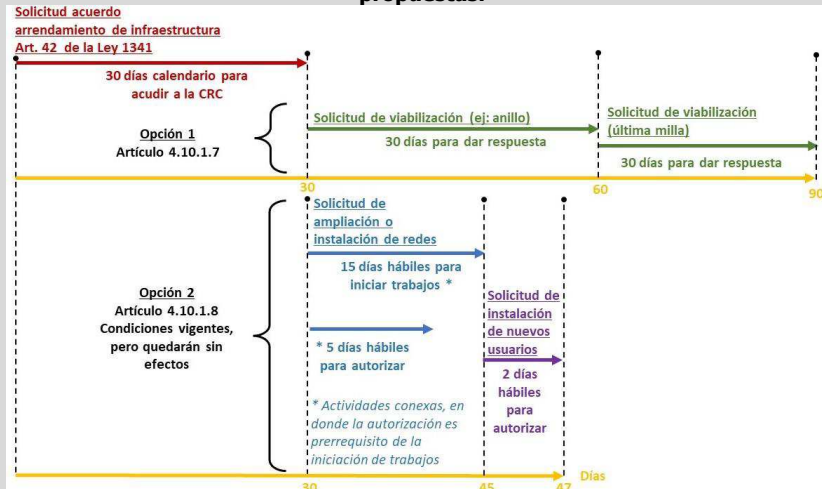 propuestas.
Solicitud acuerdo
arrendamiento de infraestructura
Art. 42 de la Ley 1341
30 días calendario para
acudir a la CRC
Opción 1
Artículo 4.10.1.7
Solicitud de viabilización (ej: anillo)
30 días para dar respuesta
Solicitud de viabilización
(última milla)
30 días para dar respuesta
30
60
90
Opción 2
Artículo 4.10.1.8
Condiciones vigentes,
pero quedarán sin
efectos
Solicitud de
ampliación o
instalación de redes
15 días hábiles para
iniciar trabajos *
* 5 días hábiles
para autorizar
* Actividades conexas, en
donde la autorización es
prerrequisito de la
iniciación de trabajos
Solicitud de
instalación
de nuevos
usuarios
2 días
hábiles
para
autorizar
Días
30
45
47